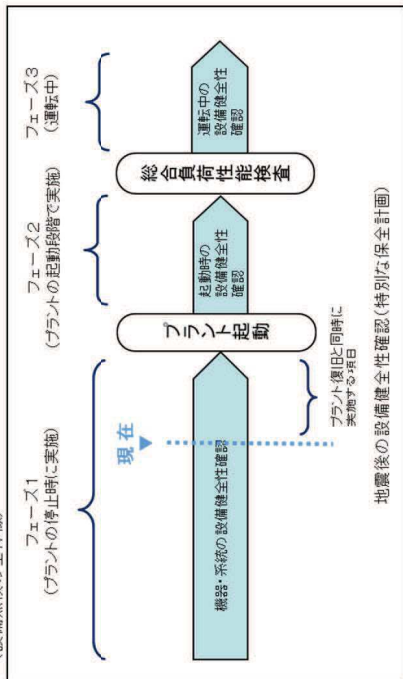 フェーズ1
(プラントの停止時に実施)
フェーズ2
(プラントの起動段階で実施)
フェーズ3
(運転中)
現在
機器・系統の設備健全性確認
プラント起動
起動時の
設備健全性
確認
総合負荷性能検査
運転中の
設備健全性
確認
プラント復旧と同時に
実施する項目
地震後の設備健全性確認(特別な保全計画)